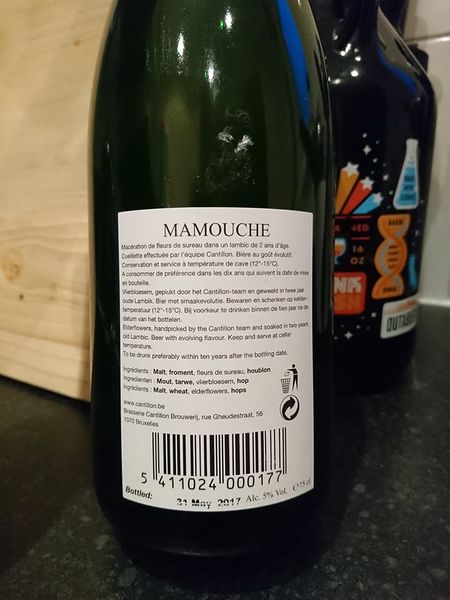 MAMOUCHE
Macération de fleurs de sureau dans un lambic de 2 ans d'âge.
Cueillette effectuée par l'équipe Cantillon. Bière au goût évolutif.
Conservation et service à température de cave (12°-15°C).
A consommer de préférence dans les dix ans qui suivent la date de mise
en bouteille.
Vlierbloesem, geplukt door het Cantillon-team en geweekt in twee jaar
oude Lambik. Bier met smaakevolutie. Bewaren en schenken op kelder-
temperatuur (12°-15°C). Bij voorkeur te drinken binnen de tien jaar na
de datum van het bottelen.
Elderflowers, handpicked by the Cantillon team and soaked in two years
old Lambic. Beer with evolving flavour. Keep and serve at cellar
temperature.
To be drunk preferably within ten years after the bottling date.
Ingrédients : Malt, froment, fleurs de sureau, houblon
Ingredienten : Mout, tarwe, vlierbloesem, hop
Ingredients : Malt, wheat, elderflowers, hops
www.cantillon.be
Brasserie Cantillon Brouwerij, rue Gheudestraat, 56
1070 Bruxelles
5 411024 000177
Bottled: 31 May 2017 Alc. 5% Vol. 75 cl
16
OZ
DNA